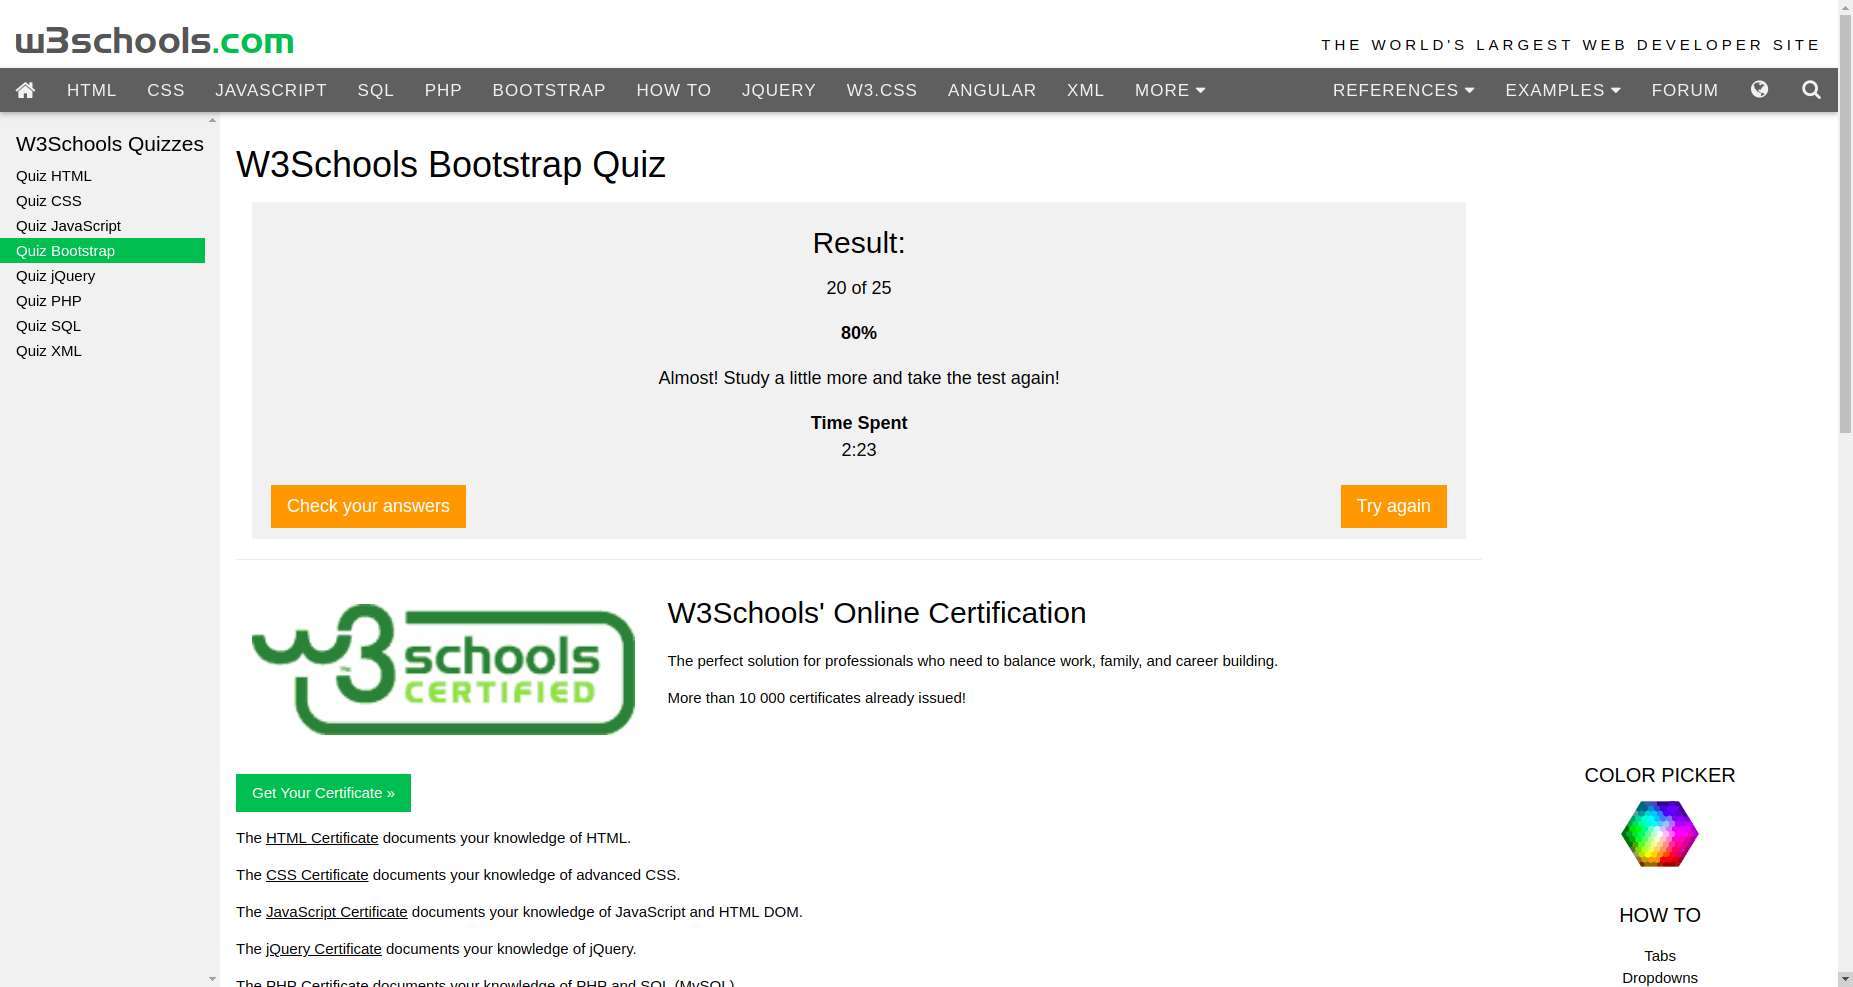 w3schools.com
THE WORLD'S LARGEST WEB DEVELOPER SITE
HTML CSS JAVASCRIPT SQL PHP BOOTSTRAP HOW TO JQUERY W3.CSS ANGULAR XML MORE REFERENCES EXAMPLES FORUM
W3Schools Quizzes
Quiz HTML
Quiz CSS
Quiz JavaScript
Quiz Bootstrap
Quiz jQuery
Quiz PHP
Quiz SQL
Quiz XML
W3Schools Bootstrap Quiz
Result:
20 of 25
80%
Almost! Study a little more and take the test again!
Time Spent
2:23
Check your answers
Try again
w3schools
CERTIFIED
W3Schools' Online Certification
The perfect solution for professionals who need to balance work, family, and career building.
More than 10 000 certificates already issued!
Get Your Certificate »
The HTML Certificate documents your knowledge of HTML.
The CSS Certificate documents your knowledge of advanced CSS.
The JavaScript Certificate documents your knowledge of JavaScript and HTML DOM.
The jQuery Certificate documents your knowledge of jQuery.
The PHP Certificate documents your knowledge of PHP and SQL (MySQL).
COLOR PICKER
HOW TO
Tabs
Dropdowns